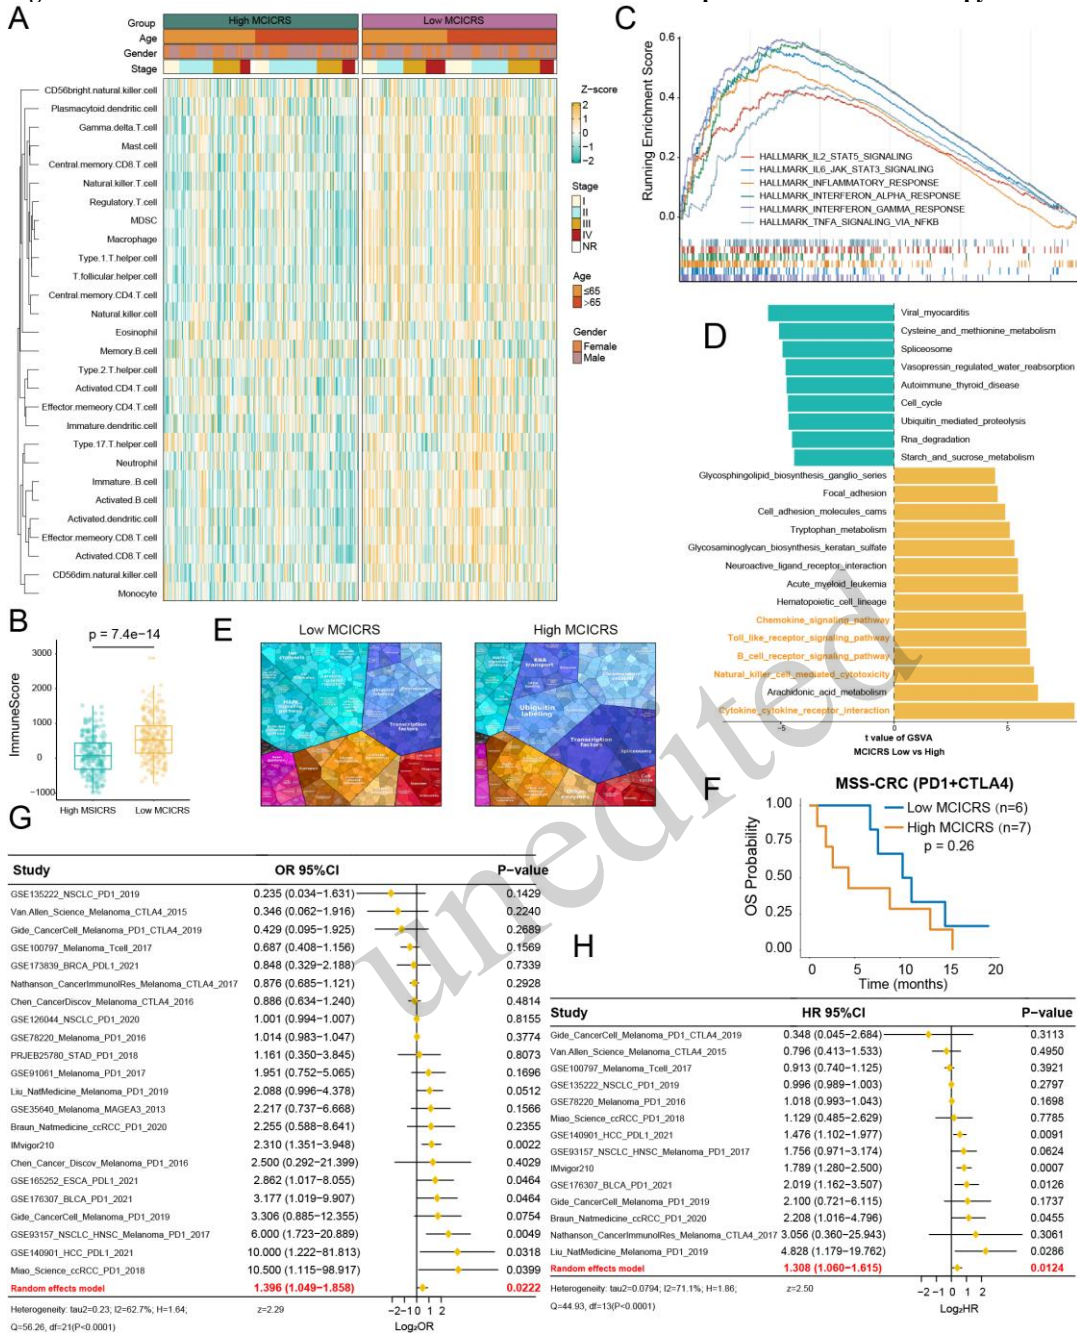 A
Group
High MCICRS
Low MCICRS
Age
Gender
Stage
CD56bright.natural.killer.cell
Plasmacytoid.dendritic.cell
Gamma.delta.T.cell
Mast.cell
Central.memory.CD8.T.cell
Natural.killer.T.cell
Regulatory.T.cell
MDSC
Macrophage
Type.1.T.helper.cell
T.follicular.helper.cell
Central.memory.CD4.T.cell
Natural.killer.cell
Eosinophil
Memory.B.cell
Type.2.T.helper.cell
Activated.CD4.T.cell
Effector.memeory.CD4.T.cell
Immature.dendritic.cell
Type.17.T.helper.cell
Neutrophil
Immature..B.cell
Activated.B.cell
Activated.dendritic.cell
Effector.memeory.CD8.T.cell
Activated.CD8.T.cell
CD56dim.natural.killer.cell
Monocyte
Z−score
2
1
0
−1
−2
Stage
I
II
III
IV
NR
Age
≤65
>65
Gender
Female
Male
B
p = 7.4e−14
ImmuneScore
3000
2000
1000
0
−1000
High MSICRS
Low MCICRS
C
Running Enrichment Score
0.6
0.4
0.2
0.0
HALLMARK_IL2_STAT5_SIGNALING
HALLMARK_IL6_JAK_STAT3_SIGNALING
HALLMARK_INFLAMMATORY_RESPONSE
HALLMARK_INTERFERON_ALPHA_RESPONSE
HALLMARK_INTERFERON_GAMMA_RESPONSE
HALLMARK_TNFA_SIGNALING_VIA_NFKB
D
Viral_myocarditis
Cysteine_and_methionine_metabolism
Spliceosome
Vasopressin_regulated_water_reabsorption
Autoimmune_thyroid_disease
Cell_cycle
Ubiquitin_mediated_proteolysis
Rna_degradation
Starch_and_sucrose_metabolism
Glycosphingolipid_biosynthesis_ganglio_series
Focal_adhesion
Cell_adhesion_molecules_cams
Tryptophan_metabolism
Glycosaminoglycan_biosynthesis_keratan_sulfate
Neuroactive_ligand_receptor_interaction
Acute_myeloid_leukemia
Hematopoietic_cell_lineage
Chemokine_signaling_pathway
Toll_like_receptor_signaling_pathway
B_cell_receptor_signaling_pathway
Natural_killer_cell_mediated_cytotoxicity
Arachidonic_acid_metabolism
Cytokine_cytokine_receptor_interaction
−5
0
5
t value of GSVA
MCICRS Low vs High
E
Low MCICRS
High MCICRS
Transcription
factors
RNA
transport
Ubiquitin
labeling
Transcription
factors
Spliceosome
unedited
F
MSS-CRC (PD1+CTLA4)
Low MCICRS (n=6)
High MCICRS (n=7)
p = 0.26
OS Probability
1.00
0.75
0.50
0.25
0.00
0
5
10
15
20
Time (months)
G
Study OR 95%CI P−value
GSE135222_NSCLC_PD1_2019 0.235 (0.034−1.631) 0.1429
Van.Allen_Science_Melanoma_CTLA4_2015 0.346 (0.062−1.916) 0.2240
Gide_CancerCell_Melanoma_PD1_CTLA4_2019 0.429 (0.095−1.925) 0.2689
GSE100797_Melanoma_Tcell_2017 0.687 (0.408−1.156) 0.1569
GSE173839_BRCA_PDL1_2021 0.848 (0.329−2.188) 0.7339
Nathanson_CancerImmunolRes_Melanoma_CTLA4_2017 0.876 (0.685−1.121) 0.2928
Chen_CancerDiscov_Melanoma_CTLA4_2016 0.886 (0.634−1.240) 0.4814
GSE126044_NSCLC_PD1_2020 1.001 (0.994−1.007) 0.8155
GSE78220_Melanoma_PD1_2016 1.014 (0.983−1.047) 0.3774
PRJEB25780_STAD_PD1_2018 1.161 (0.350−3.845) 0.8073
GSE91061_Melanoma_PD1_2017 1.951 (0.752−5.065) 0.1696
Liu_NatMedicine_Melanoma_PD1_2019 2.088 (0.996−4.378) 0.0512
GSE35640_Melanoma_MAGEA3_2013 2.217 (0.737−6.668) 0.1566
Braun_Natmedicine_ccRCC_PD1_2020 2.255 (0.588−8.641) 0.2355
IMvigor210 2.310 (1.351−3.948) 0.0022
Chen_Cancer_Discov_Melanoma_PD1_2016 2.500 (0.292−21.399) 0.4029
GSE165252_ESCA_PDL1_2021 2.862 (1.017−8.055) 0.0464
GSE176307_BLCA_PD1_2021 3.177 (1.019−9.907) 0.0464
Gide_CancerCell_Melanoma_PD1_2019 3.306 (0.885−12.355) 0.0754
GSE93157_NSCLC_HNSC_Melanoma_PD1_2017 6.000 (1.723−20.889) 0.0049
GSE140901_HCC_PDL1_2021 10.000 (1.222−81.813) 0.0318
Miao_Science_ccRCC_PD1_2018 10.500 (1.115−98.917) 0.0399
Random effects model 1.396 (1.049−1.858) 0.0222
Heterogeneity: tau2=0.23; I2=62.7%; H=1.64; z=2.29
Q=56.26, df=21(P<0.0001)
−2−1 0 1 2
Log₂OR
H
Study HR 95%CI P−value
Gide_CancerCell_Melanoma_PD1_CTLA4_2019 0.348 (0.045−2.684) 0.3113
Van.Allen_Science_Melanoma_CTLA4_2015 0.796 (0.413−1.533) 0.4950
GSE100797_Melanoma_Tcell_2017 0.913 (0.740−1.125) 0.3921
GSE135222_NSCLC_PD1_2019 0.996 (0.989−1.003) 0.2797
GSE78220_Melanoma_PD1_2016 1.018 (0.993−1.043) 0.1698
Miao_Science_ccRCC_PD1_2018 1.129 (0.485−2.629) 0.7785
GSE140901_HCC_PDL1_2021 1.476 (1.102−1.977) 0.0091
GSE93157_NSCLC_HNSC_Melanoma_PD1_2017 1.756 (0.971−3.174) 0.0624
IMvigor210 1.789 (1.280−2.500) 0.0007
GSE176307_BLCA_PD1_2021 2.019 (1.162−3.507) 0.0126
Gide_CancerCell_Melanoma_PD1_2019 2.100 (0.721−6.115) 0.1737
Braun_Natmedicine_ccRCC_PD1_2020 2.208 (1.016−4.796) 0.0455
Nathanson_CancerImmunolRes_Melanoma_CTLA4_2017 3.056 (0.360−25.943) 0.3061
Liu_NatMedicine_Melanoma_PD1_2019 4.828 (1.179−19.762) 0.0286
Random effects model 1.308 (1.060−1.615) 0.0124
Heterogeneity: tau2=0.0794; I2=71.1%; H=1.86; z=2.50
Q=44.93, df=13(P<0.0001)
−2 −1 0 1 2
Log₂HR